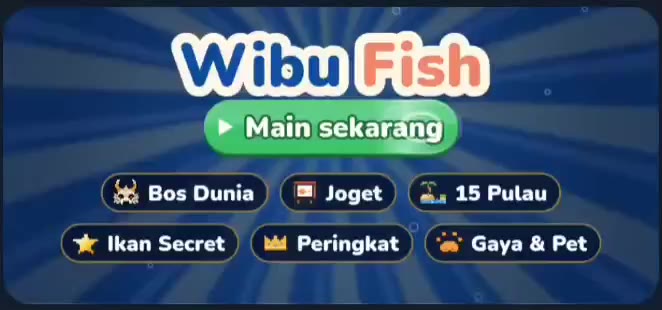 Wibu Fish
Main sekarang
Bos Dunia Joget 15 Pulau
Ikan Secret Peringkat Gaya & Pet